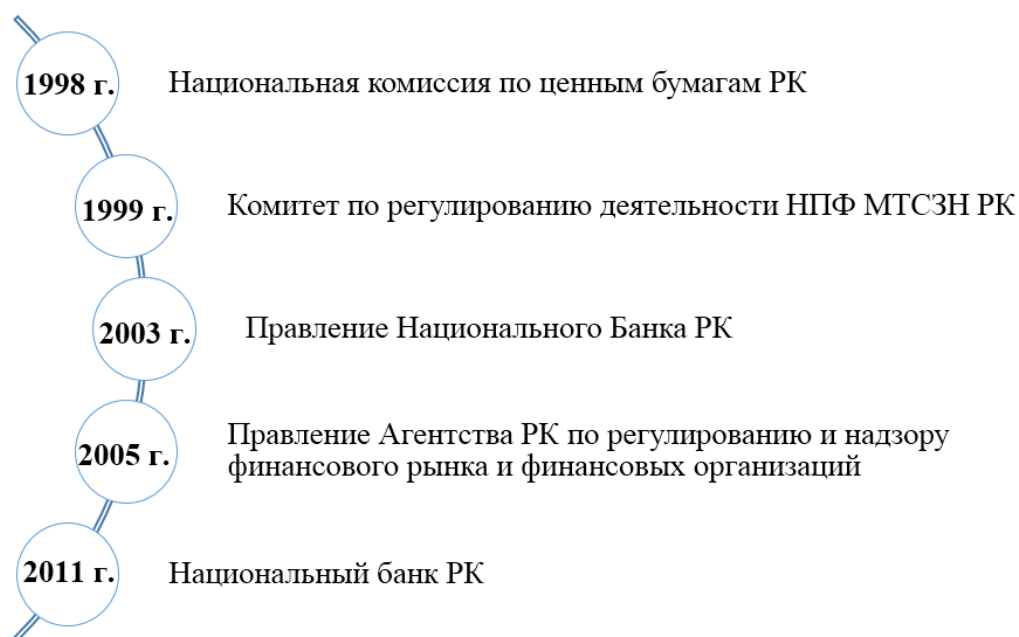 1998 г.
Национальная комиссия по ценным бумагам РК
1999 г.
Комитет по регулированию деятельности НПФ МТСЗН РК
2003 г.
Правление Национального Банка РК
2005 г.
Правление Агентства РК по регулированию и надзору
финансового рынка и финансовых организаций
2011 г.
Национальный банк РК